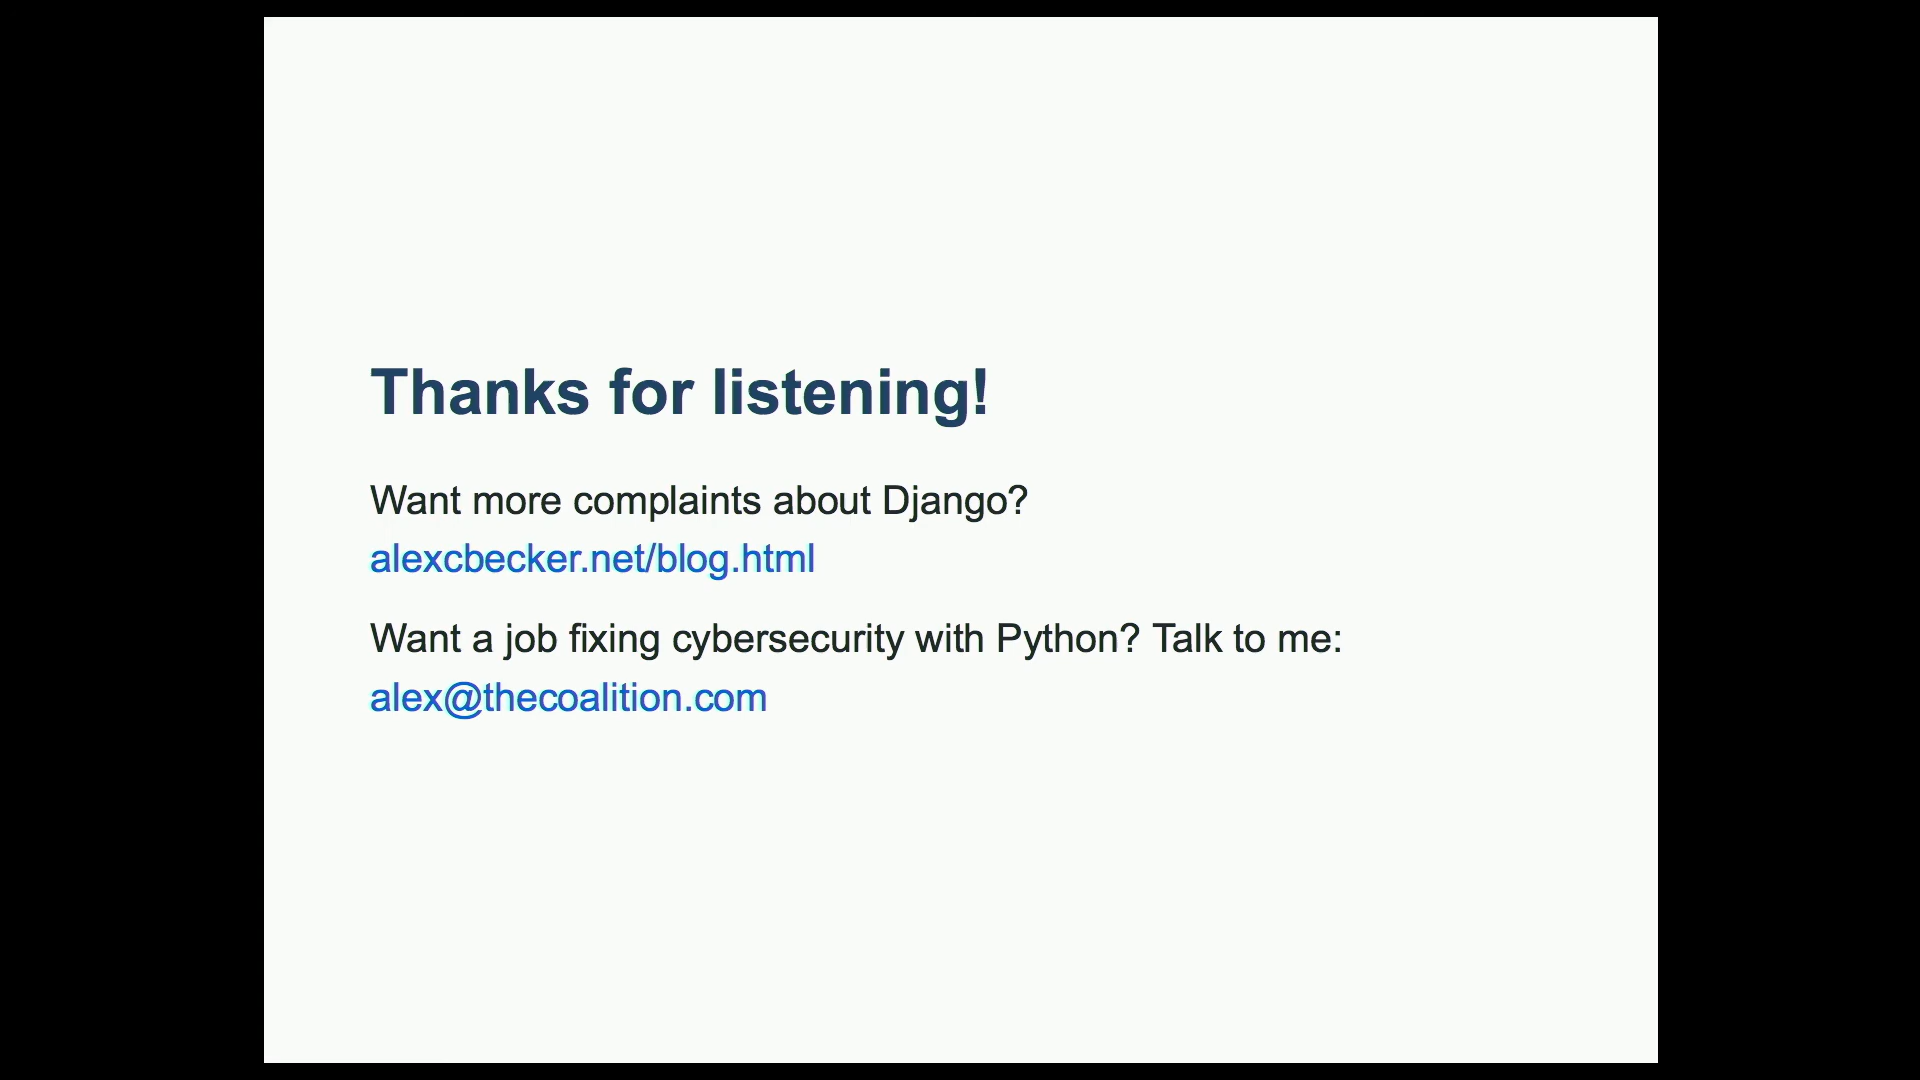 Thanks for listening!
Want more complaints about Django?
alexcbecker.net/blog.html
Want a job fixing cybersecurity with Python? Talk to me:
alex@thecoalition.com